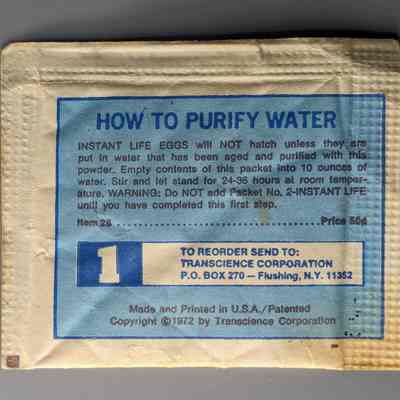 HOW TO PURIFY WATER
INSTANT LIFE EGGS will NOT hatch unless they are
put in water that has been aged and purified with this
powder. Empty contents of this packet into 10 ounces of
water. Stir and let stand for 24-36 hours at room temper-
ature. WARNING: Do NOT add Packet No. 2-INSTANT LIFE
until you have completed this first step.
Item 26 ........................................ Price 50¢
1
TO REORDER SEND TO:
TRANSCIENCE CORPORATION
P.O. BOX 270 — Flushing, N.Y. 11352
Made and Printed in U.S.A./Patented
Copyright ©1972 by Transcience Corporation